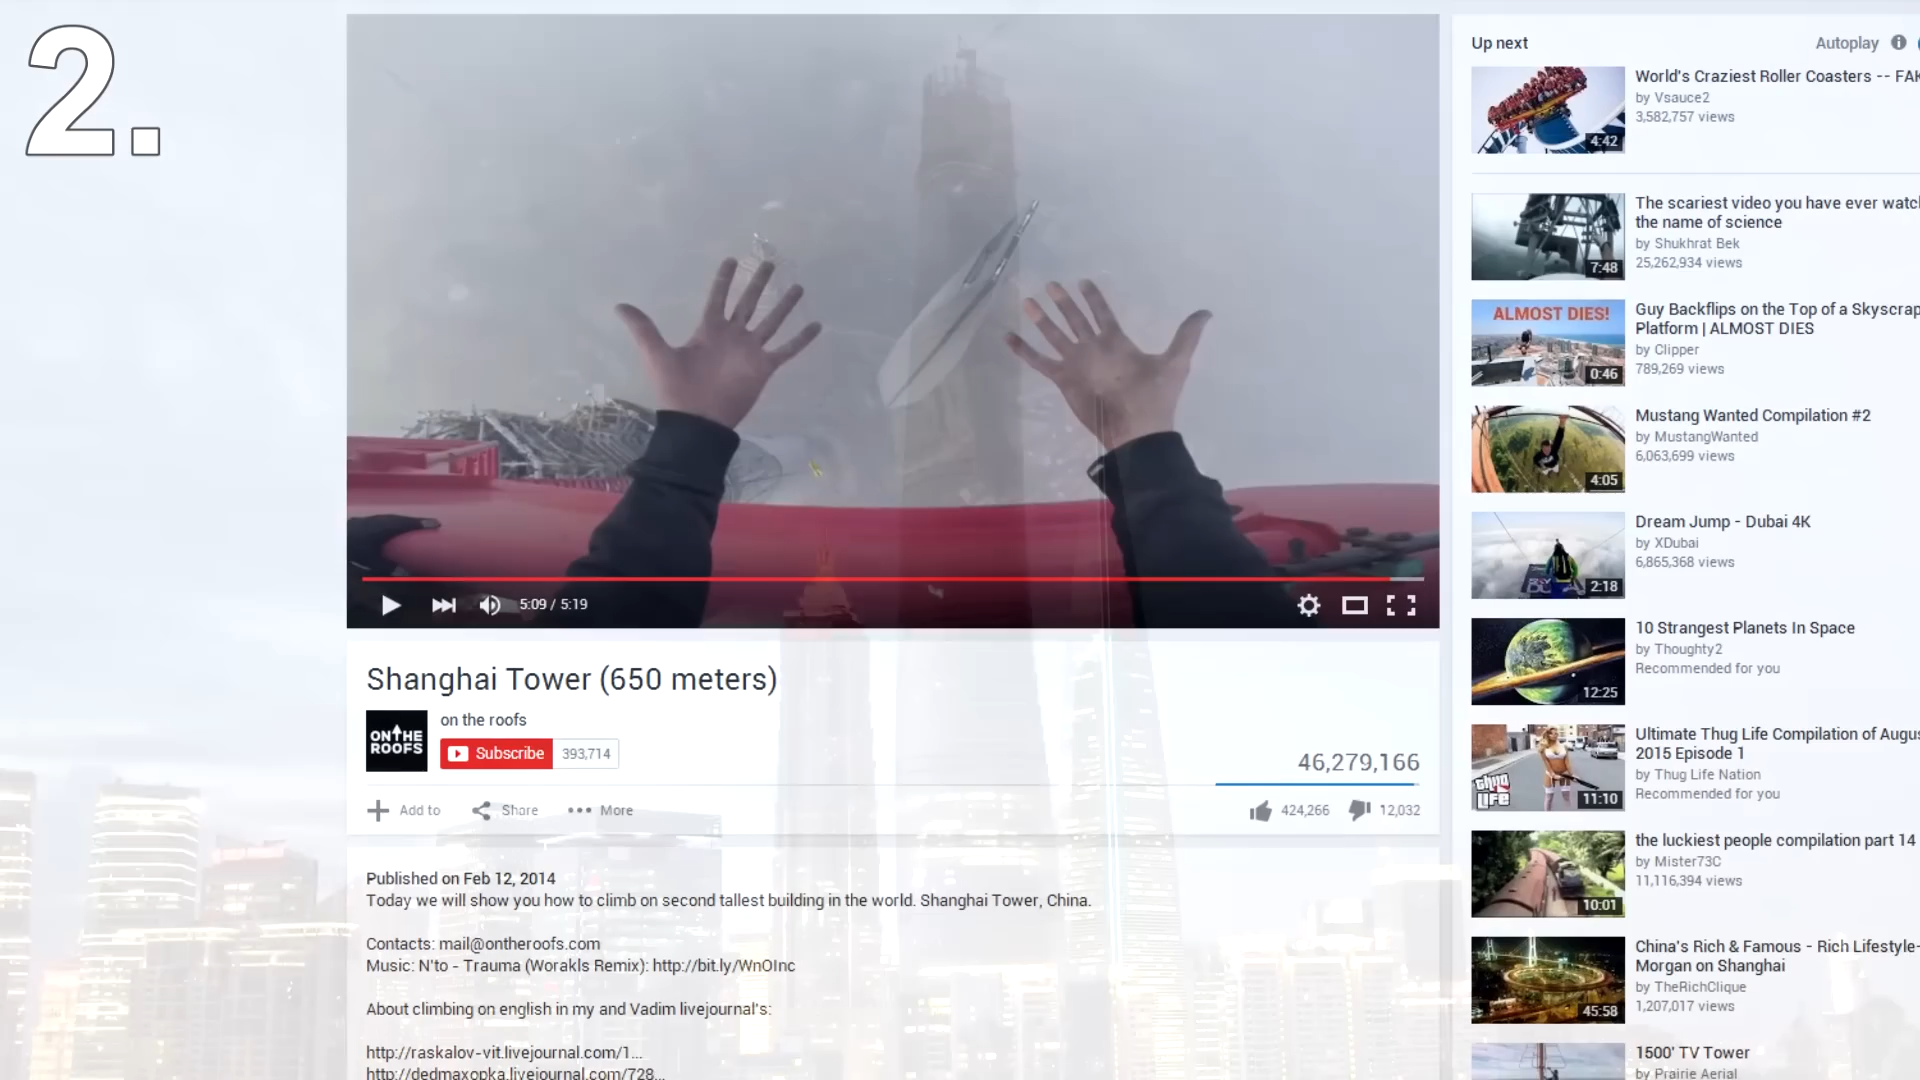 2.
5:09 / 5:19
Shanghai Tower (650 meters)
ON THE
ROOFS
on the roofs
Subscribe 393,714
46,279,166
Add to Share More
424,266 12,032
Published on Feb 12, 2014
Today we will show you how to climb on second tallest building in the world. Shanghai Tower, China.
Contacts: mail@ontheroofs.com
Music: N'to - Trauma (Worakls Remix): http://bit.ly/WnOInc
About climbing on english in my and Vadim livejournal's:
http://raskalov-vit.livejournal.com/1...
http://dedmaxopka.livejournal.com/728...
Up next Autoplay
World's Craziest Roller Coasters -- FAK
by Vsauce2
3,582,757 views
4:42
The scariest video you have ever watch
the name of science
by Shukhrat Bek
25,262,934 views
7:48
ALMOST DIES!
Guy Backflips on the Top of a Skyscrap
Platform | ALMOST DIES
by Clipper
789,269 views
0:46
Mustang Wanted Compilation #2
by MustangWanted
6,063,699 views
4:05
Dream Jump - Dubai 4K
by XDubai
6,865,368 views
2:18
10 Strangest Planets In Space
by Thoughty2
Recommended for you
12:25
Ultimate Thug Life Compilation of Augus
2015 Episode 1
by Thug Life Nation
Recommended for you
thug
LIFE
11:10
the luckiest people compilation part 14
by Mister73C
11,116,394 views
10:01
China's Rich & Famous - Rich Lifestyle-
Morgan on Shanghai
by TheRichClique
1,207,017 views
45:58
1500' TV Tower
by Prairie Aerial